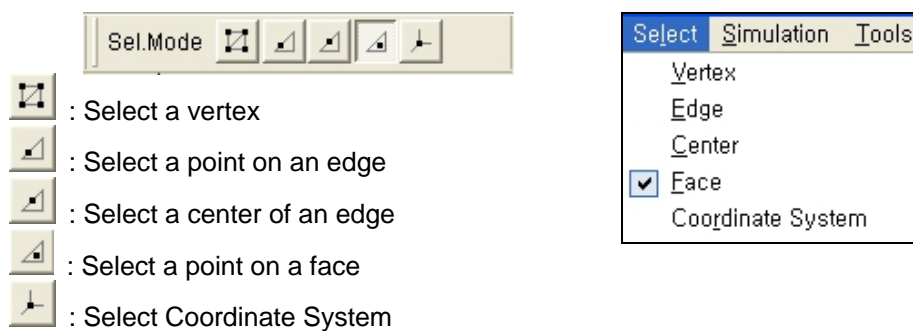 Sel.Mode
: Select a vertex
: Select a point on an edge
: Select a center of an edge
: Select a point on a face
: Select Coordinate System
Select Simulation Tools
Vertex
Edge
Center
Face
Coordinate System